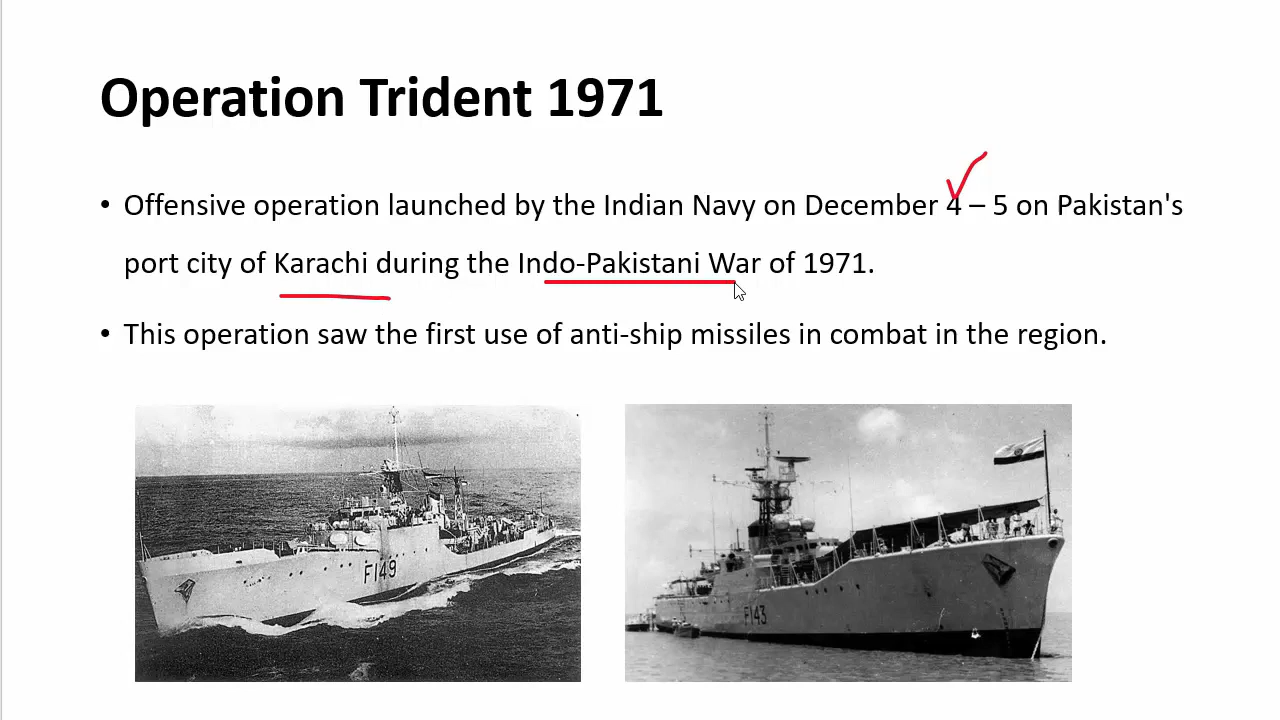 Operation Trident 1971
• Offensive operation launched by the Indian Navy on December 4 – 5 on Pakistan's
port city of Karachi during the Indo-Pakistani War of 1971.
• This operation saw the first use of anti-ship missiles in combat in the region.
F149
F143